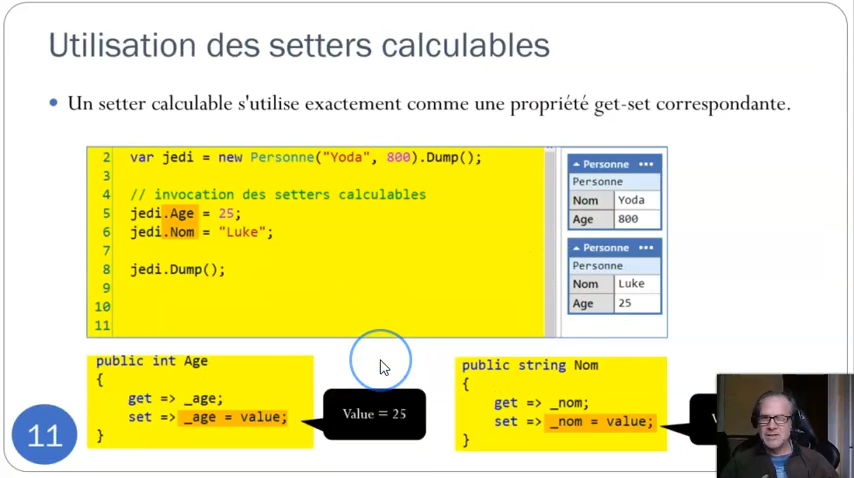 Utilisation des setters calculables
• Un setter calculable s'utilise exactement comme une propriété get-set correspondante.
2 var jedi = new Personne("Yoda", 800).Dump();
3
4 // invocation des setters calculables
5 jedi.Age = 25;
6 jedi.Nom = "Luke";
7
8 jedi.Dump();
9
10
11
Personne •••
Personne
Nom Yoda
Age 800
Personne •••
Personne
Nom Luke
Age 25
public int Age
{
get => _age;
set => _age = value;
}
Value = 25
public string Nom
{
get => _nom;
set => _nom = value;
}
11